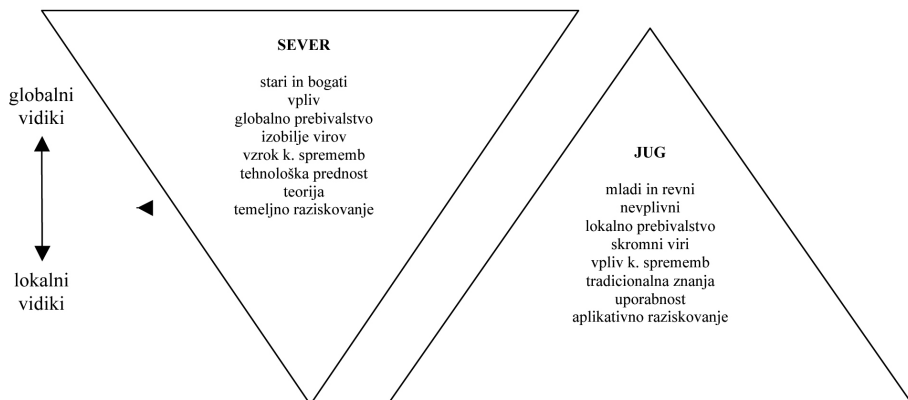 globalni
vidiki
lokalni
vidiki
SEVER
stari in bogati
vpliv
globalno prebivalstvo
izobilje virov
vzrok k. sprememb
tehnološka prednost
teorija
temeljno raziskovanje
JUG
mladi in revni
nevplivni
lokalno prebivalstvo
skromni viri
vpliv k. sprememb
tradicionalna znanja
uporabnost
aplikativno raziskovanje